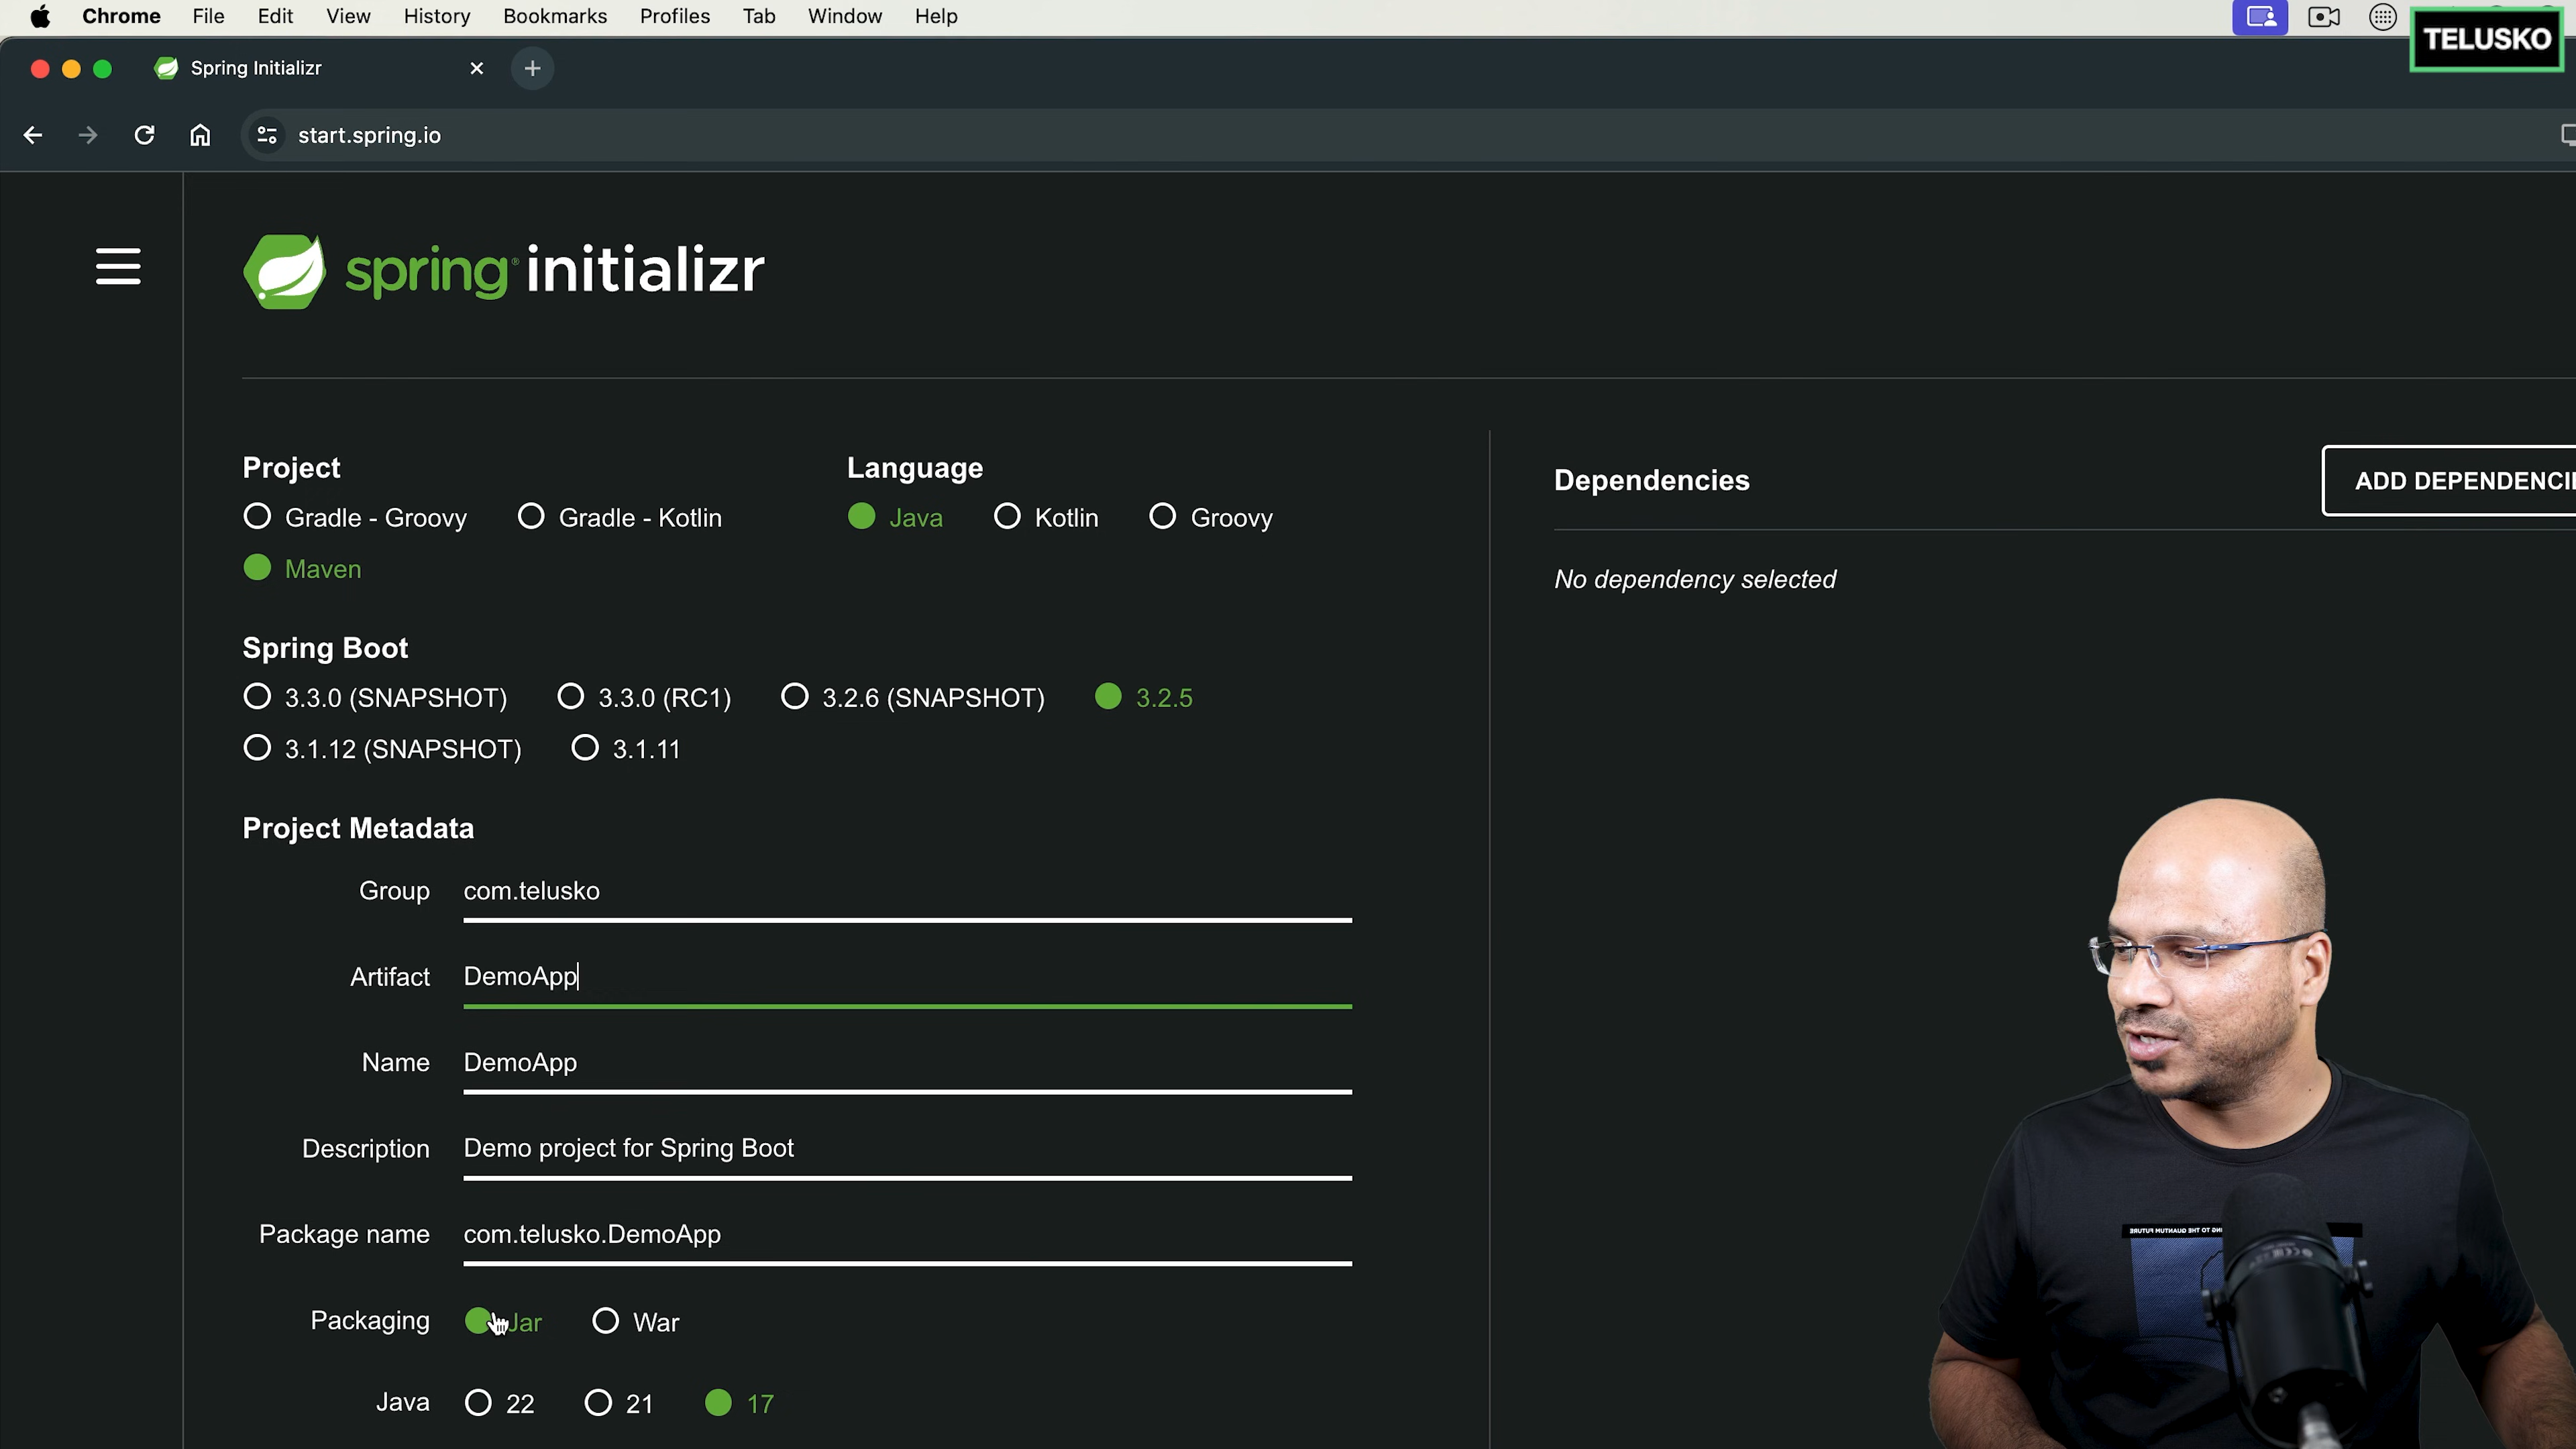 Chrome File Edit View History Bookmarks Profiles Tab Window Help
TELUSKO
Spring Initializr
start.spring.io
spring initializr
Project
Gradle - Groovy Gradle - Kotlin
Maven
Language
Java Kotlin Groovy
Spring Boot
3.3.0 (SNAPSHOT) 3.3.0 (RC1) 3.2.6 (SNAPSHOT) 3.2.5
3.1.12 (SNAPSHOT) 3.1.11
Project Metadata
Group com.telusko
Artifact DemoApp
Name DemoApp
Description Demo project for Spring Boot
Package name com.telusko.DemoApp
Packaging Jar War
Java 22 21 17
Dependencies
ADD DEPENDENCI
No dependency selected